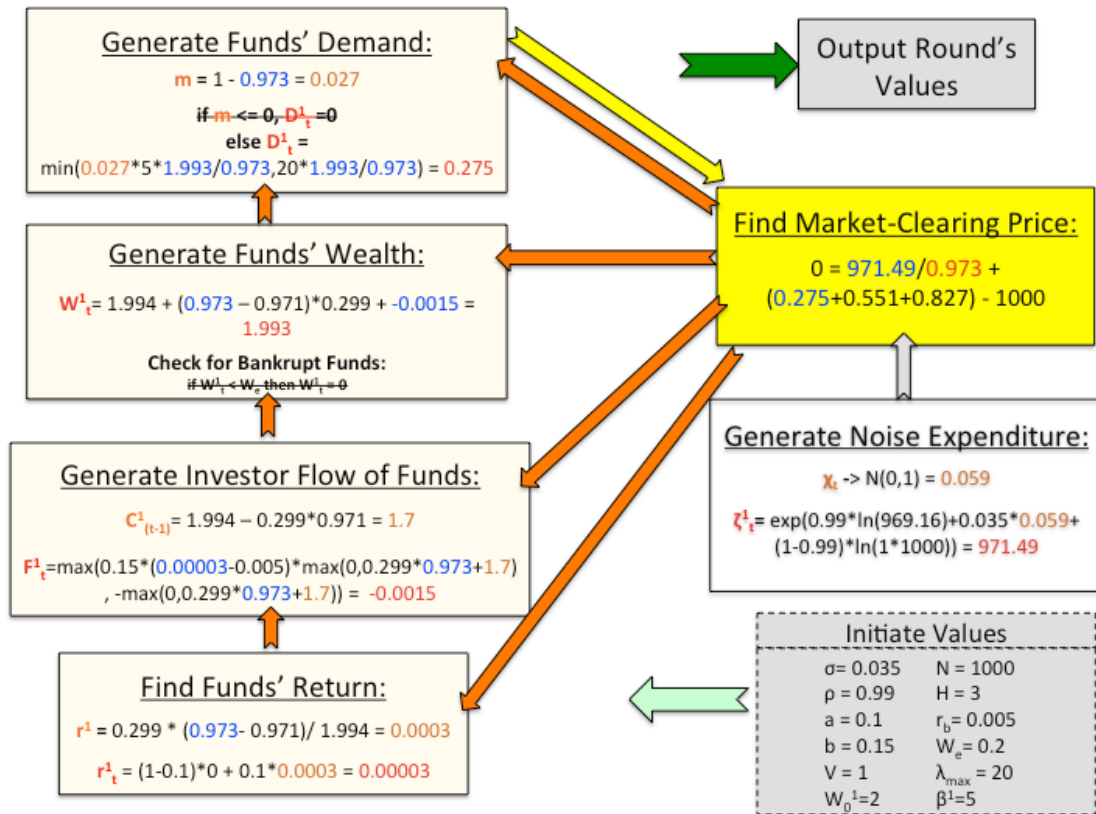 Generate Funds' Demand:
m = 1 - 0.973 = 0.027
if m <= 0, D¹ₜ =0
else D¹ₜ =
min(0.027*5*1.993/0.973,20*1.993/0.973) = 0.275
Output Round's
Values
Generate Funds' Wealth:
W¹ₜ= 1.994 + (0.973 – 0.971)*0.299 + -0.0015 =
1.993
Check for Bankrupt Funds:
if W¹ₜ < Wₑ then W¹ₜ = 0
Find Market-Clearing Price:
0 = 971.49/0.973 +
(0.275+0.551+0.827) - 1000
Generate Investor Flow of Funds:
C¹₍ₜ₋₁₎= 1.994 – 0.299*0.971 = 1.7
F¹ₜ=max(0.15*(0.00003-0.005)*max(0,0.299*0.973+1.7)
, -max(0,0.299*0.973+1.7)) = -0.0015
Generate Noise Expenditure:
χₜ -> N(0,1) = 0.059
ζ¹ₜ= exp(0.99*ln(969.16)+0.035*0.059+
(1-0.99)*ln(1*1000)) = 971.49
Find Funds' Return:
r¹ = 0.299 * (0.973- 0.971)/ 1.994 = 0.0003
r¹ₜ = (1-0.1)*0 + 0.1*0.0003 = 0.00003
Initiate Values
σ= 0.035 N = 1000
ρ = 0.99 H = 3
a = 0.1 r_b = 0.005
b = 0.15 Wₑ = 0.2
V = 1 λₘₐₓ = 20
W₀¹=2 β¹=5